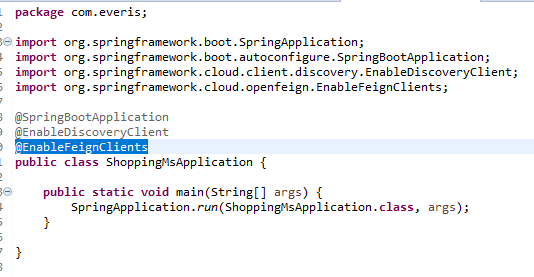 package com.everis;
import org.springframework.boot.SpringApplication;
import org.springframework.boot.autoconfigure.SpringBootApplication;
import org.springframework.cloud.client.discovery.EnableDiscoveryClient;
import org.springframework.cloud.openfeign.EnableFeignClients;
@SpringBootApplication
@EnableDiscoveryClient
@EnableFeignClients
public class ShoppingMsApplication {
public static void main(String[] args) {
SpringApplication.run(ShoppingMsApplication.class, args);
}
}